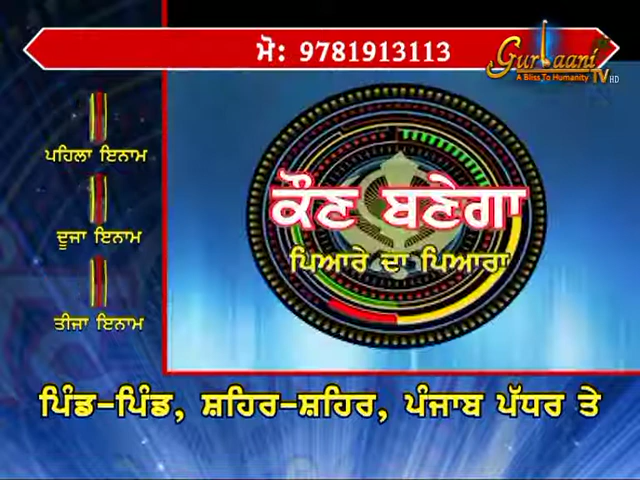 ਮੋ: 9781913113
Gurbaani TV HD
A Bliss To Humanity
ਪਹਿਲਾ ਇਨਾਮ
ਦੂਜਾ ਇਨਾਮ
ਤੀਜਾ ਇਨਾਮ
ਕੌਣ ਬਣੇਗਾ
ਪਿਆਰੇ ਦਾ ਪਿਆਰਾ
ਪਿੰਡ-ਪਿੰਡ, ਸ਼ਹਿਰ-ਸ਼ਹਿਰ, ਪੰਜਾਬ ਪੱਧਰ ਤੇ